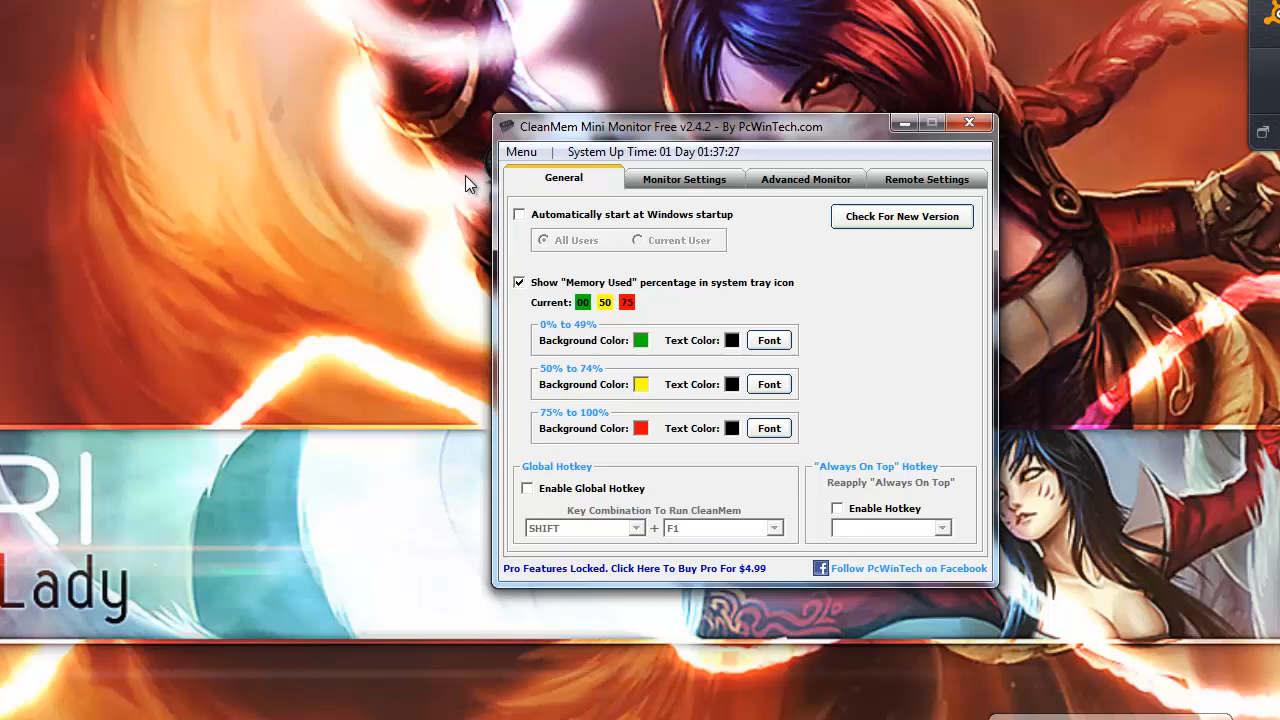 CleanMem Mini Monitor Free v2.4.2 - By PcWinTech.com
Menu | System Up Time: 01 Day 01:37:27
General Monitor Settings Advanced Monitor Remote Settings
Automatically start at Windows startup
Check For New Version
All Users Current User
Show "Memory Used" percentage in system tray icon
Current: 00 50 75
0% to 49%
Background Color: Text Color: Font
50% to 74%
Background Color: Text Color: Font
75% to 100%
Background Color: Text Color: Font
Global Hotkey
Enable Global Hotkey
Key Combination To Run CleanMem
SHIFT + F1
"Always On Top" Hotkey
Reapply "Always On Top"
Enable Hotkey
Pro Features Locked. Click Here To Buy Pro For $4.99
Follow PcWinTech on Facebook
RI
Lady